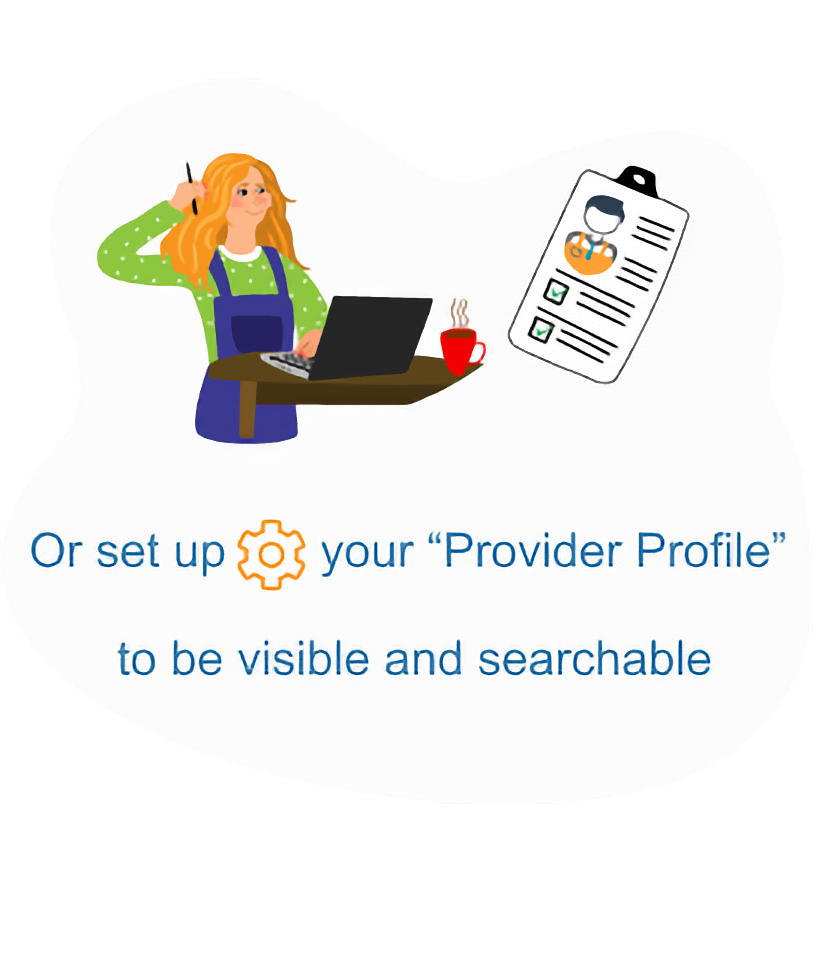 Or set up your “Provider Profile”
to be visible and searchable